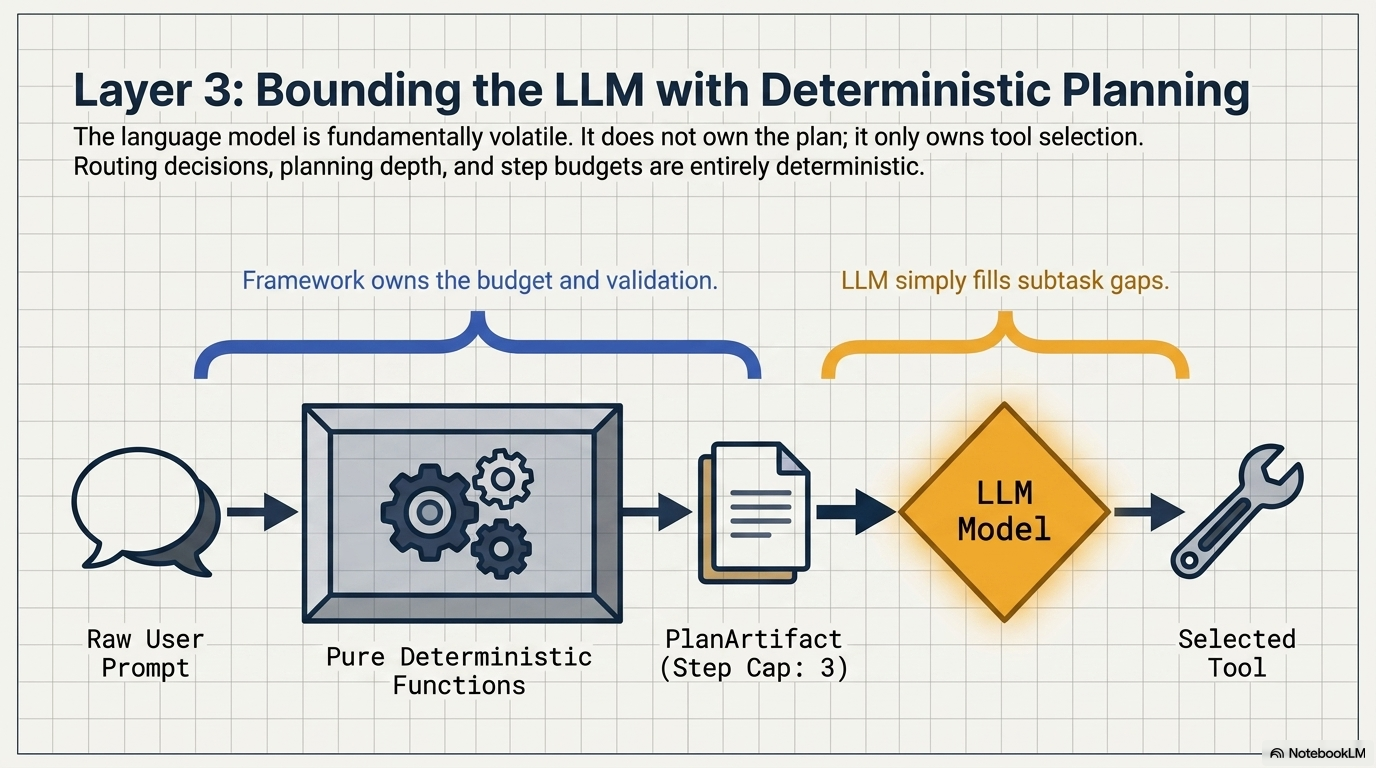 Layer 3: Bounding the LLM with Deterministic Planning
The language model is fundamentally volatile. It does not own the plan; it only owns tool selection.
Routing decisions, planning depth, and step budgets are entirely deterministic.
Framework owns the budget and validation.
LLM simply fills subtask gaps.
LLM
Model
Raw User
Prompt
Pure Deterministic
Functions
PlanArtifact
(Step Cap: 3)
Selected
Tool
NotebookLM